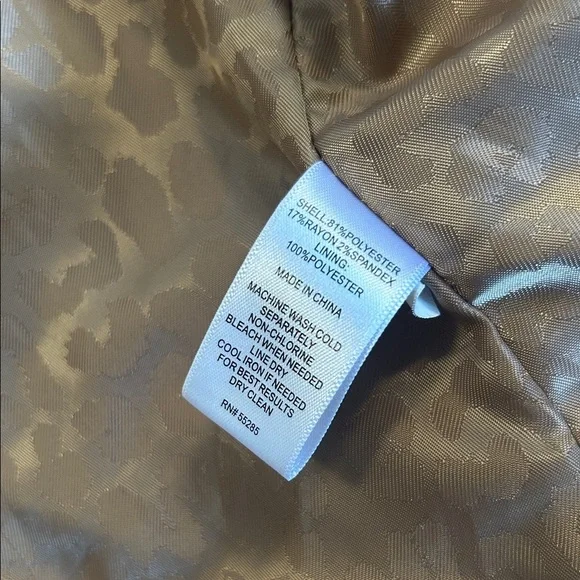 SHELL:81%POLYESTER
17%RAYON 2%SPANDEX
LINING:
100%POLYESTER
MADE IN CHINA
MACHINE WASH COLD
SEPARATELY
NON-CHLORINE
BLEACH WHEN NEEDED
LINE DRY
COOL IRON IF NEEDED
FOR BEST RESULTS
DRY CLEAN
RN# 55285